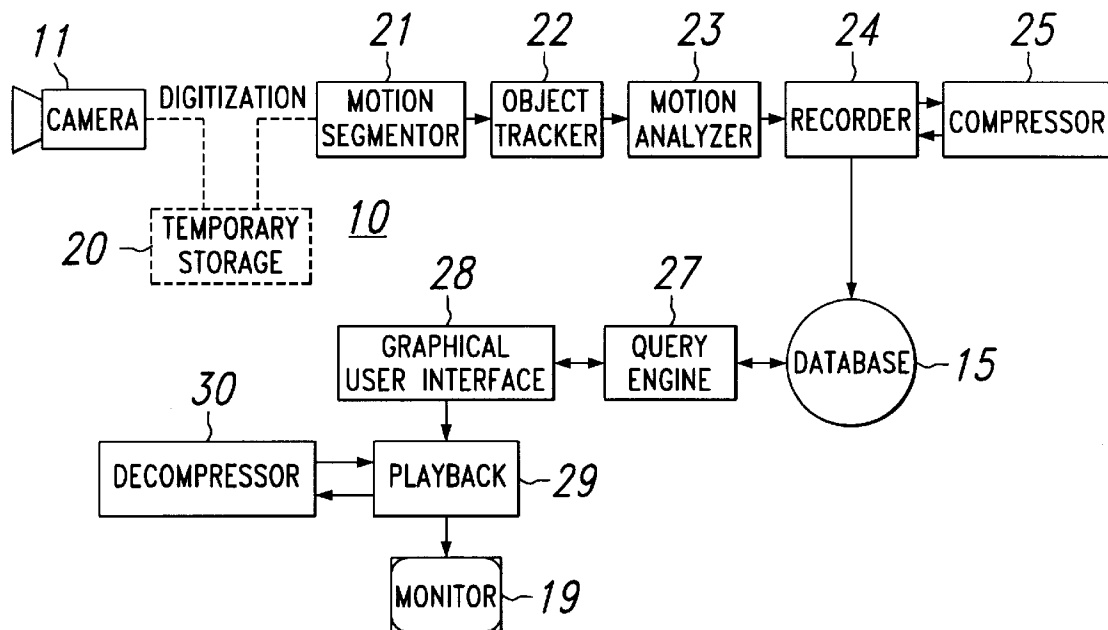 11
21
22
23
24
25
CAMERA
DIGITIZATION
MOTION
SEGMENTOR
OBJECT
TRACKER
MOTION
ANALYZER
RECORDER
COMPRESSOR
20
TEMPORARY
STORAGE
10
28
27
GRAPHICAL
USER INTERFACE
QUERY
ENGINE
DATABASE
15
30
DECOMPRESSOR
PLAYBACK
29
MONITOR
19